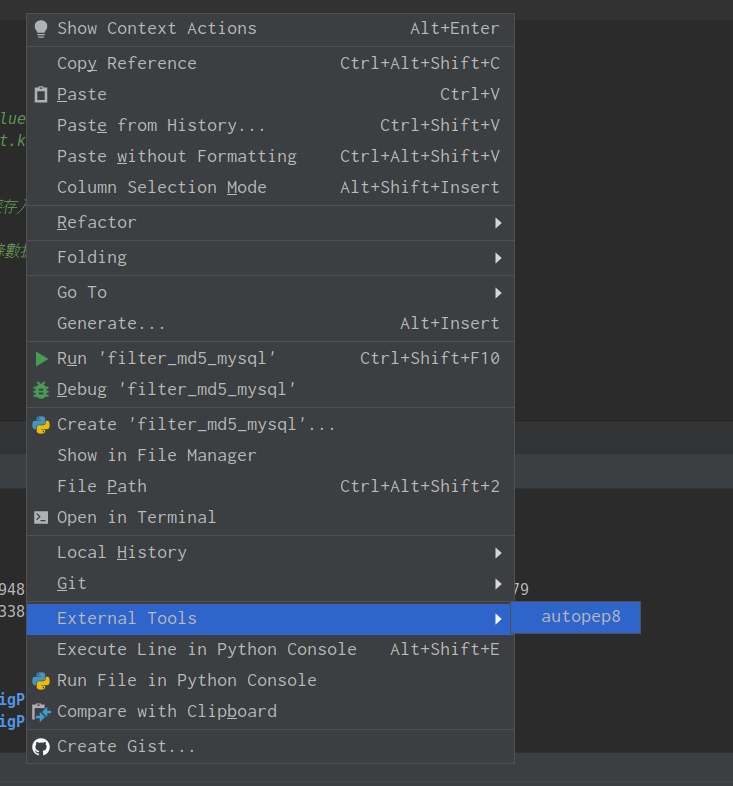 Show Context Actions Alt+Enter
Copy Reference Ctrl+Alt+Shift+C
Paste Ctrl+V
lue
Paste from History... Ctrl+Shift+V
t.k
Paste without Formatting Ctrl+Alt+Shift+V
Column Selection Mode Alt+Shift+Insert
存入
Refactor
數據
Folding
Go To
Generate... Alt+Insert
Run 'filter_md5_mysql' Ctrl+Shift+F10
Debug 'filter_md5_mysql'
Create 'filter_md5_mysql'...
Show in File Manager
File Path Ctrl+Alt+Shift+2
Open in Terminal
Local History
Git
948 79
338
External Tools autopep8
Execute Line in Python Console Alt+Shift+E
Run File in Python Console
igP
Compare with Clipboard
igP
Create Gist...